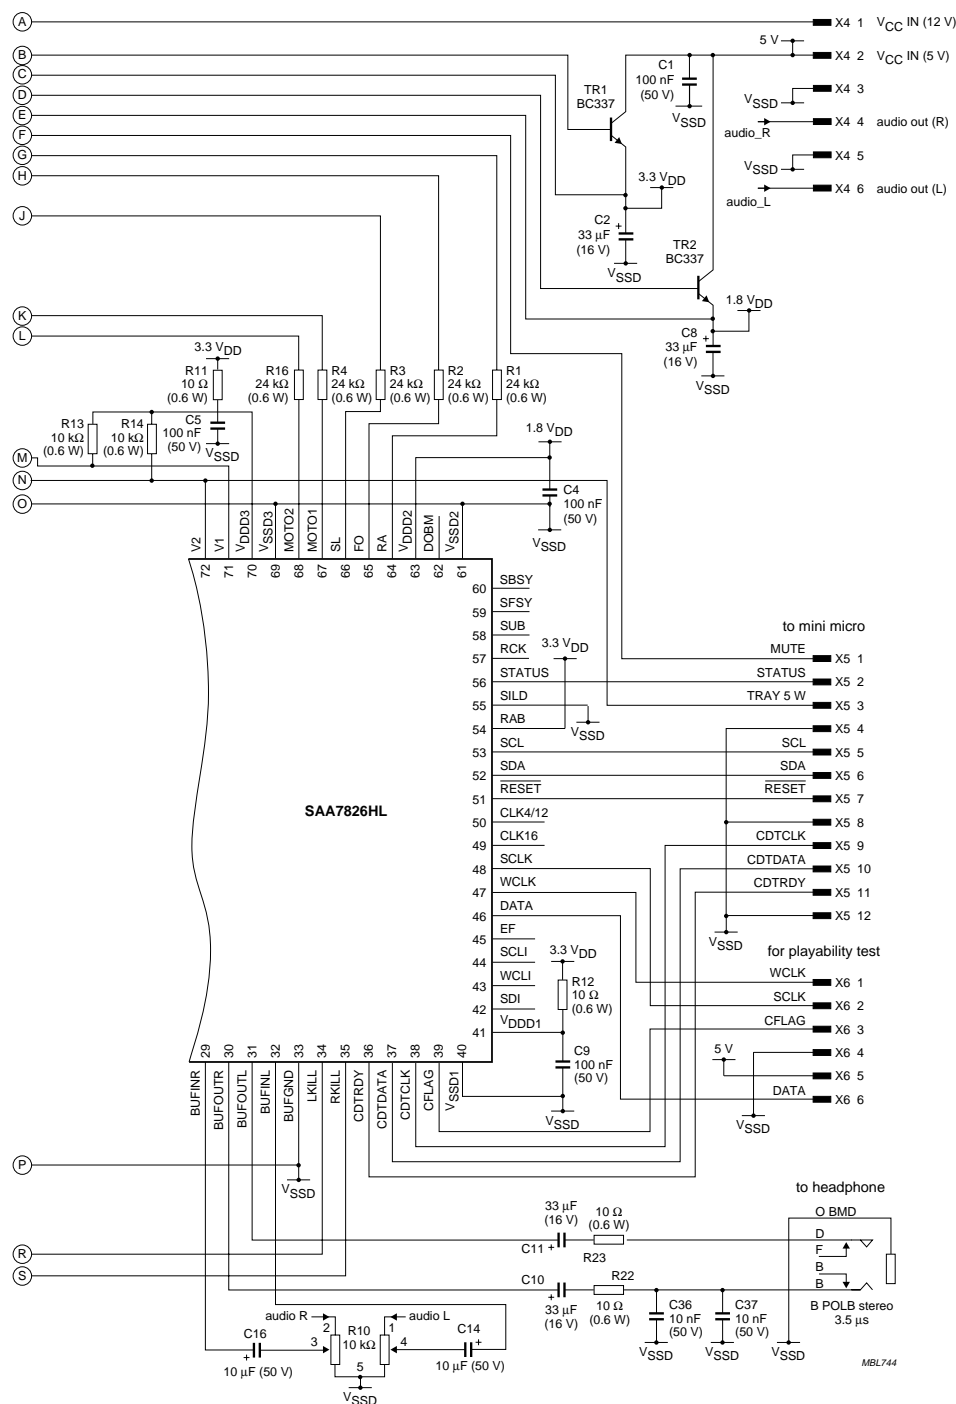 A
X4 1 VCC IN (12 V)
5 V
B
X4 2 VCC IN (5 V)
C
C1
100 nF
(50 V)
VSSD
TR1
BC337
D
VSSD
X4 3
E
audio_R
X4 4 audio out (R)
F
G
VSSD
X4 5
H
3.3 VDD
audio_L
X4 6 audio out (L)
J
C2
33 μF
(16 V)
+
VSSD
TR2
BC337
1.8 VDD
K
L
C8
33 μF
(16 V)
+
VSSD
3.3 VDD
R11
10 Ω
(0.6 W)
R16
24 kΩ
(0.6 W)
R4
24 kΩ
(0.6 W)
R3
24 kΩ
(0.6 W)
R2
24 kΩ
(0.6 W)
R1
24 kΩ
(0.6 W)
R13
10 kΩ
(0.6 W)
R14
10 kΩ
(0.6 W)
C5
100 nF
(50 V)
VSSD
1.8 VDD
M
N
O
C4
100 nF
(50 V)
VSSD
V2
V1
VDDD3
VSSD3
MOTO2
MOTO1
SL
FO
RA
VDDD2
DOBM
VSSD2
72 71 70 69 68 67 66 65 64 63 62 61
60 SBSY
59 SFSY
58 SUB
57 RCK
56 STATUS
55 SILD
54 RAB
53 SCL
52 SDA
51 RESET
50 CLK4/12
49 CLK16
48 SCLK
47 WCLK
46 DATA
45 EF
44 SCLI
43 WCLI
42 SDI
41 VDDD1
3.3 VDD
VSSD
SAA7826HL
to mini micro
MUTE X5 1
STATUS X5 2
TRAY 5 W X5 3
X5 4
SCL X5 5
SDA X5 6
RESET X5 7
X5 8
CDTCLK X5 9
CDTDATA X5 10
CDTRDY X5 11
X5 12
VSSD
for playability test
WCLK X6 1
SCLK X6 2
CFLAG X6 3
X6 4
5 V
X6 5
DATA X6 6
VSSD
3.3 VDD
R12
10 Ω
(0.6 W)
C9
100 nF
(50 V)
VSSD
29 30 31 32 33 34 35 36 37 38 39 40
BUFINR
BUFOUTR
BUFOUTL
BUFINL
BUFGND
LKILL
RKILL
CDTRDY
CDTDATA
CDTCLK
CFLAG
VSSD1
P
VSSD
R
S
to headphone
33 μF
(16 V)
C11 +
10 Ω
(0.6 W)
R23
O BMD
D
F
B
B
C10
+
33 μF
(16 V)
R22
10 Ω
(0.6 W)
C36
10 nF
(50 V)
VSSD
C37
10 nF
(50 V)
VSSD
VSSD
B POLB stereo
3.5 μs
audio R
audio L
2
1
C16
+
10 μF (50 V)
3
R10
10 kΩ
4
5
VSSD
C14
+
10 μF (50 V)
MBL744